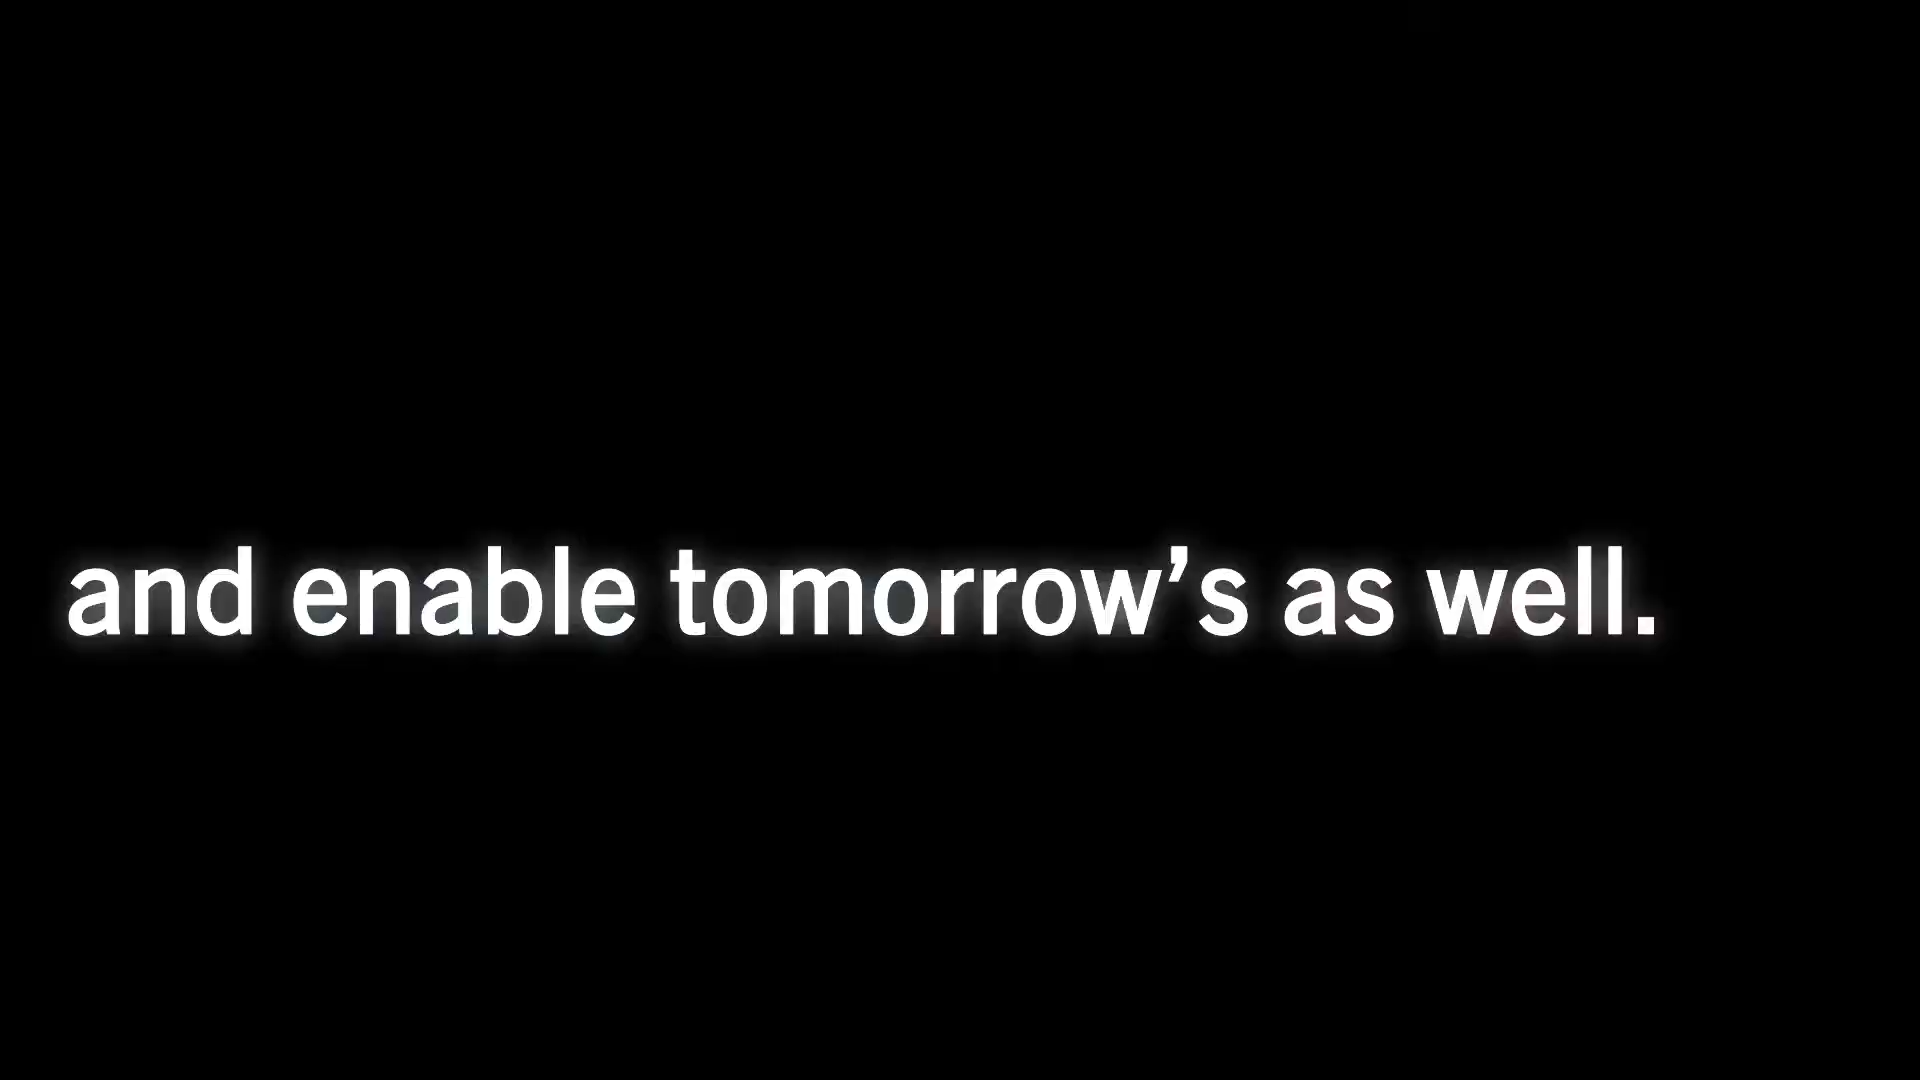 and enable tomorrow’s as well.